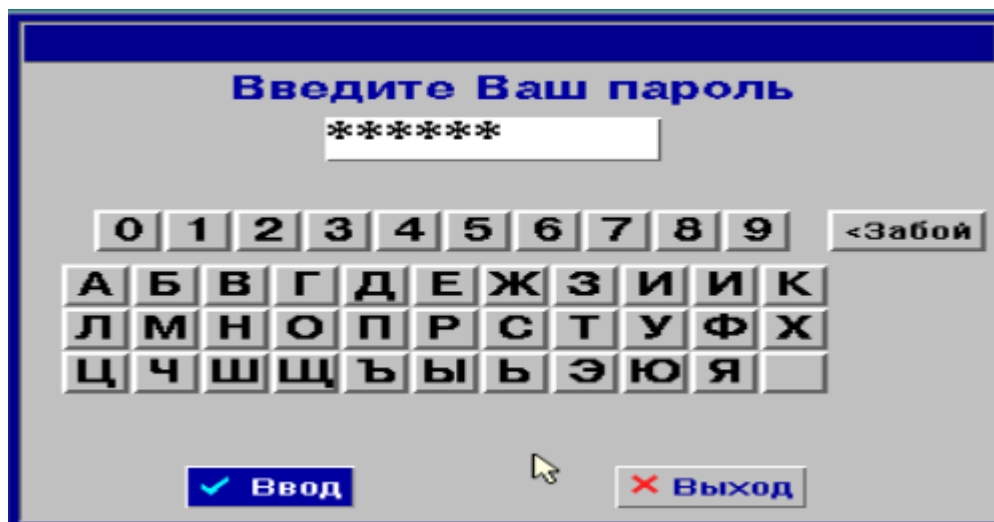 Введите Ваш пароль
******
0 1 2 3 4 5 6 7 8 9 <Забой
А Б В Г Д Е Ж З И И К
Л М Н О П Р С Т У Ф Х
Ц Ч Ш Щ Ъ Ы Ь Э Ю Я
Ввод Выход